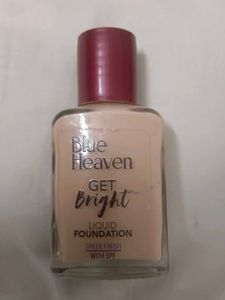 Blue
Heaven
GET
Bright
LIQUID
FOUNDATION
SHEER FINISH
WITH SPF